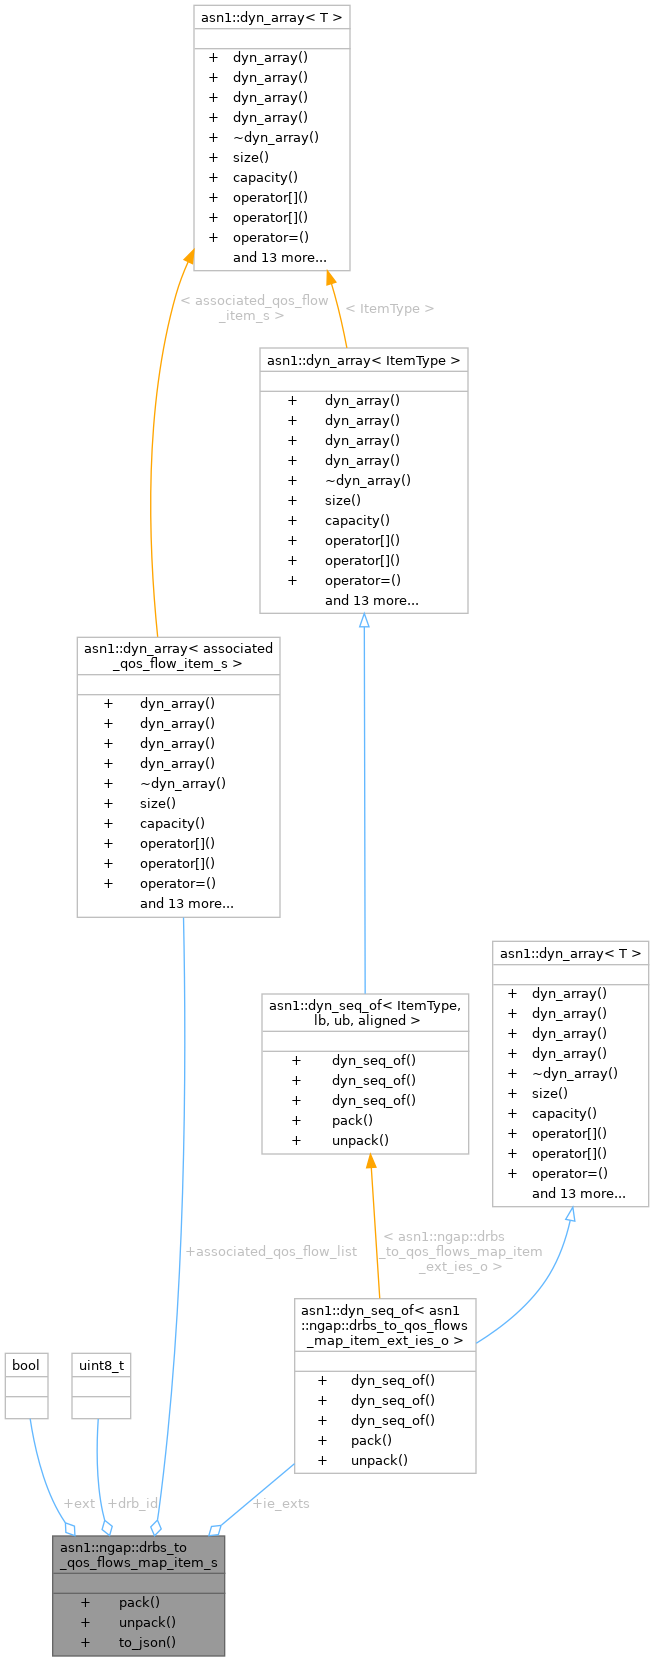 asn1::dyn_array< T >
+ dyn_array()
+ dyn_array()
+ dyn_array()
+ dyn_array()
+ ~dyn_array()
+ size()
+ capacity()
+ operator[]()
+ operator[]()
+ operator=()
and 13 more...
< associated_qos_flow
_item_s >
< ItemType >
asn1::dyn_array< ItemType >
+ dyn_array()
+ dyn_array()
+ dyn_array()
+ dyn_array()
+ ~dyn_array()
+ size()
+ capacity()
+ operator[]()
+ operator[]()
+ operator=()
and 13 more...
asn1::dyn_array< associated
_qos_flow_item_s >
+ dyn_array()
+ dyn_array()
+ dyn_array()
+ dyn_array()
+ ~dyn_array()
+ size()
+ capacity()
+ operator[]()
+ operator[]()
+ operator=()
and 13 more...
asn1::dyn_array< T >
+ dyn_array()
+ dyn_array()
+ dyn_array()
+ dyn_array()
+ ~dyn_array()
+ size()
+ capacity()
+ operator[]()
+ operator[]()
+ operator=()
and 13 more...
asn1::dyn_seq_of< ItemType,
lb, ub, aligned >
+ dyn_seq_of()
+ dyn_seq_of()
+ dyn_seq_of()
+ pack()
+ unpack()
+associated_qos_flow_list
< asn1::ngap::drbs
_to_qos_flows_map_item
_ext_ies_o >
asn1::dyn_seq_of< asn1
::ngap::drbs_to_qos_flows
_map_item_ext_ies_o >
+ dyn_seq_of()
+ dyn_seq_of()
+ dyn_seq_of()
+ pack()
+ unpack()
bool
uint8_t
+ext
+drb_id
+ie_exts
asn1::ngap::drbs_to
_qos_flows_map_item_s
+ pack()
+ unpack()
+ to_json()